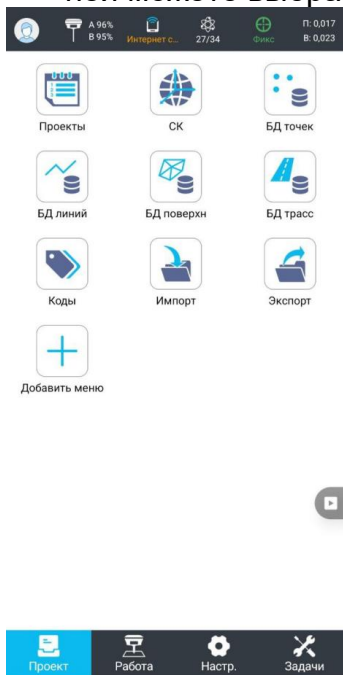 A 96%
B 95%
Интернет с...
27/34
Фикс
П: 0,017
В: 0,023
Проекты
СК
БД точек
БД линий
БД поверхн
БД трасс
Коды
Импорт
Экспорт
Добавить меню
Проект
Работа
Настр.
Задачи